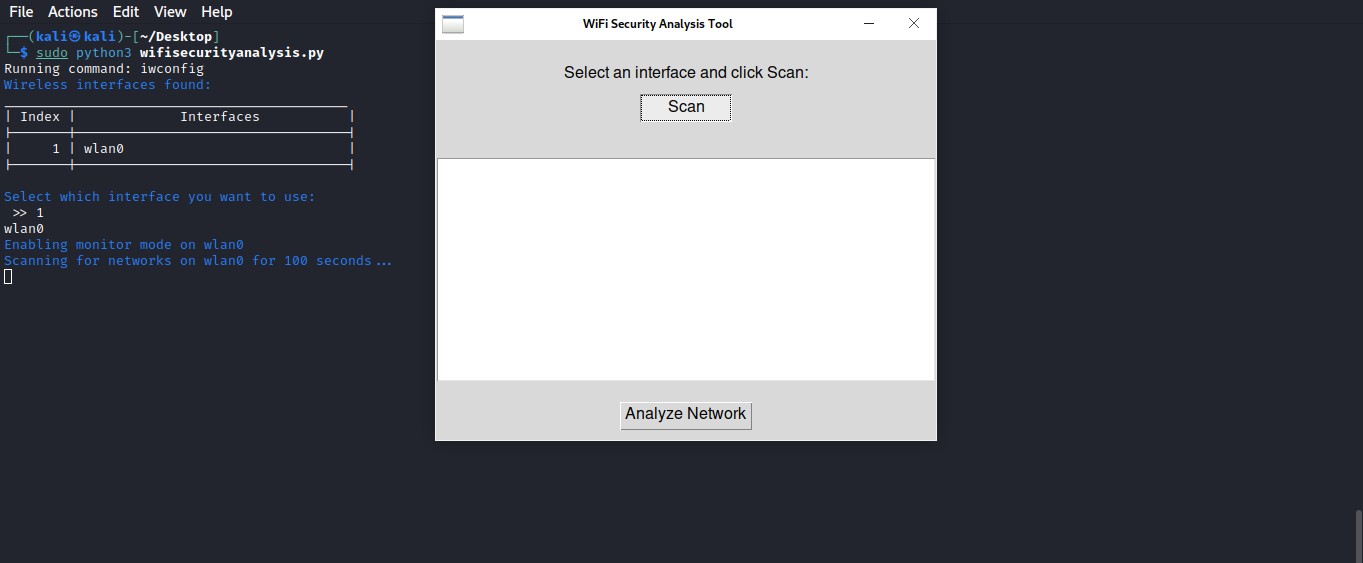 File Actions Edit View Help
┌──(kali㉿kali)-[~/Desktop]
└─$ sudo python3 wifisecurityanalysis.py
Running command: iwconfig
Wireless interfaces found:
| Index | Interfaces |
| 1 | wlan0 |
Select which interface you want to use:
>> 1
wlan0
Enabling monitor mode on wlan0
Scanning for networks on wlan0 for 100 seconds...
WiFi Security Analysis Tool
Select an interface and click Scan:
Scan
Analyze Network